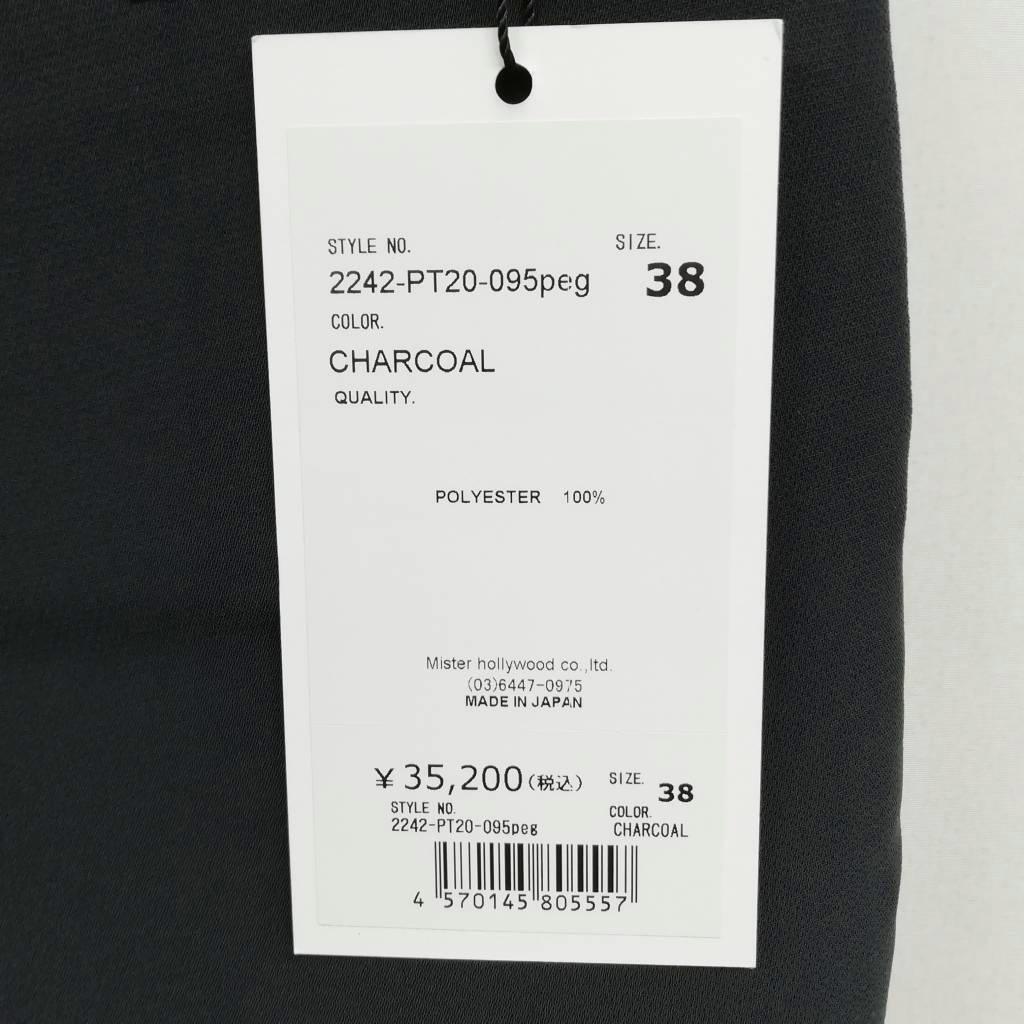 STYLE NO.
SIZE.
2242-PT20-095peg
38
COLOR.
CHARCOAL
QUALITY.
POLYESTER 100%
Mister hollywood co.,ltd.
(03)6447-0975
MADE IN JAPAN
¥ 35,200(税込)
SIZE.
38
STYLE NO.
2242-PT20-095peg
COLOR.
CHARCOAL
4 570145 805557